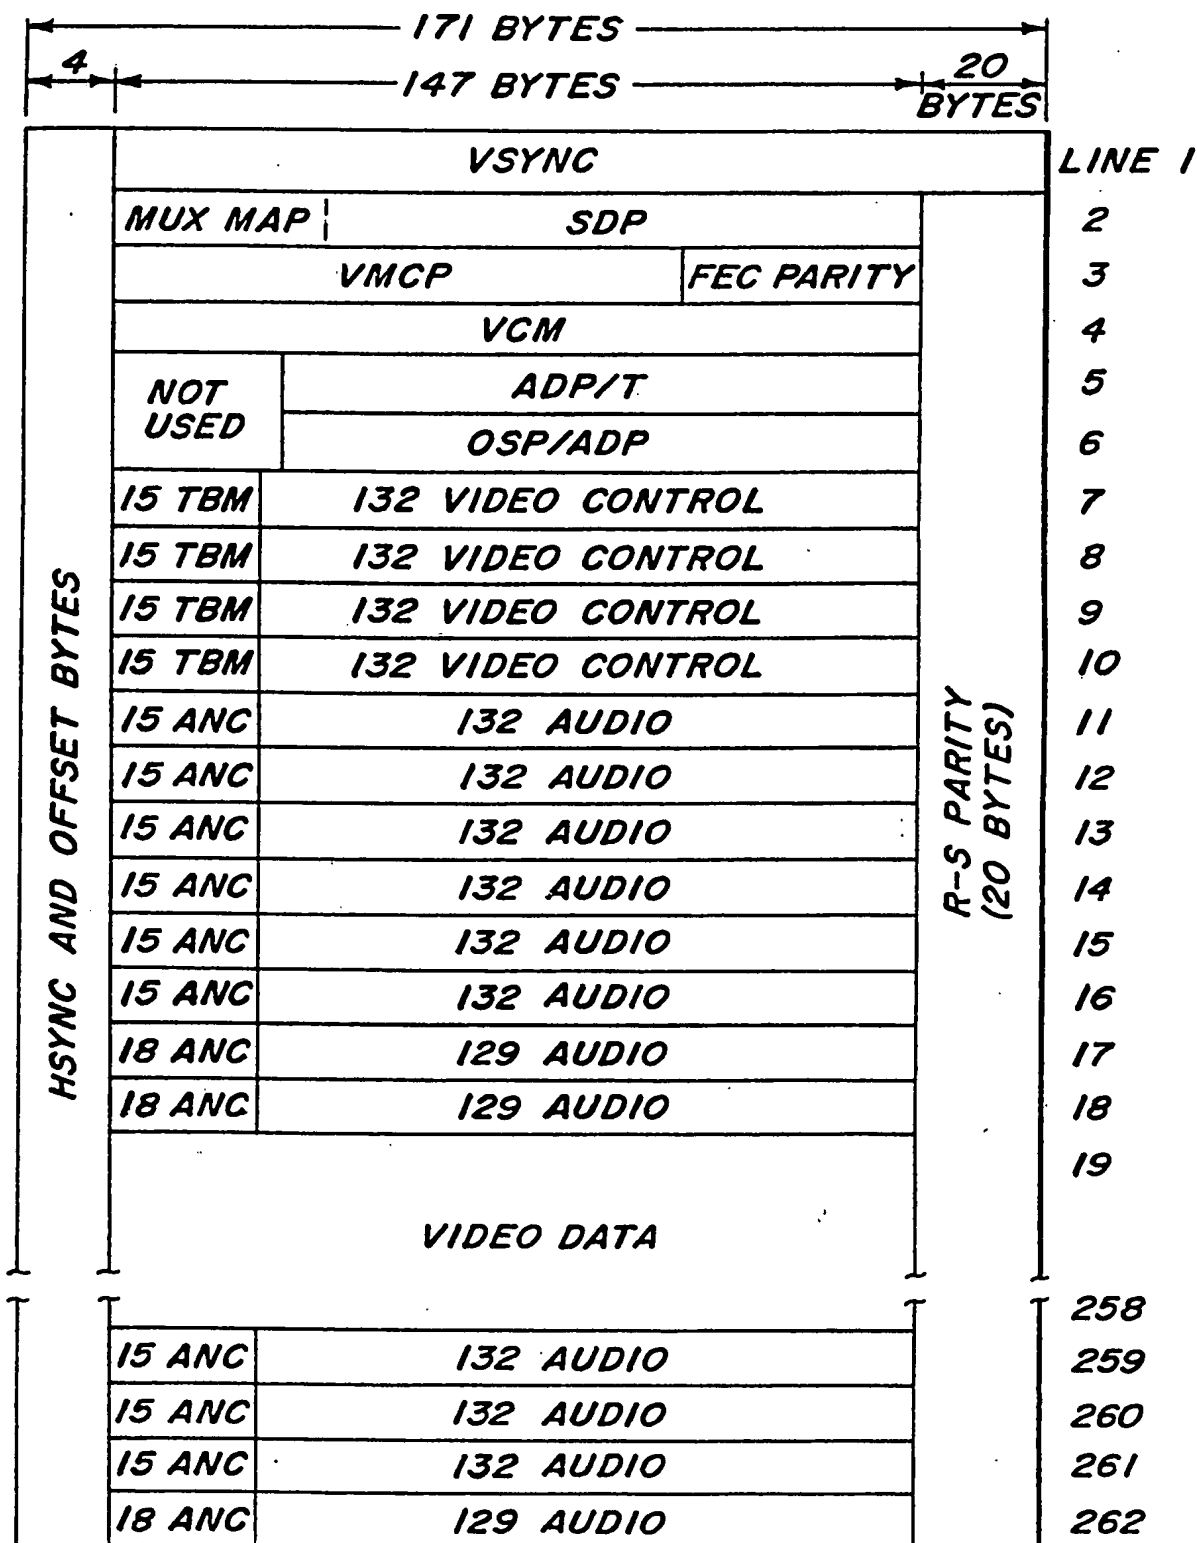 171 BYTES
4
147 BYTES
20
BYTES
VSYNC LINE 1
MUX MAP SDP 2
VMCP FEC PARITY 3
VCM 4
NOT
USED
ADP/T 5
OSP/ADP 6
15 TBM 132 VIDEO CONTROL 7
15 TBM 132 VIDEO CONTROL 8
15 TBM 132 VIDEO CONTROL 9
15 TBM 132 VIDEO CONTROL 10
15 ANC 132 AUDIO 11
15 ANC 132 AUDIO 12
15 ANC 132 AUDIO 13
15 ANC 132 AUDIO 14
15 ANC 132 AUDIO 15
15 ANC 132 AUDIO 16
18 ANC 129 AUDIO 17
18 ANC 129 AUDIO 18
19
VIDEO DATA
258
15 ANC 132 AUDIO 259
15 ANC 132 AUDIO 260
15 ANC 132 AUDIO 261
18 ANC 129 AUDIO 262
HSYNC AND OFFSET BYTES
R-S PARITY
(20 BYTES)